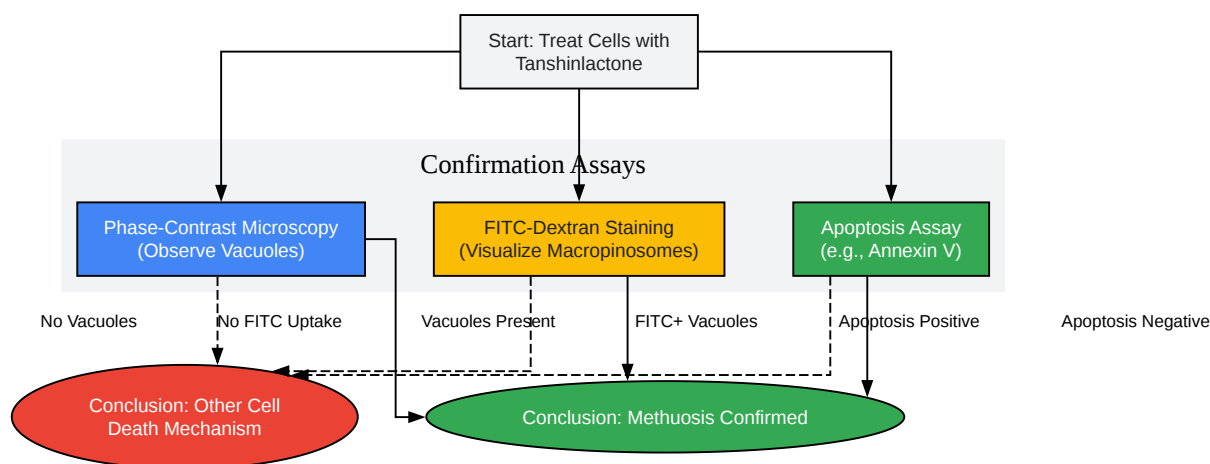 Start: Treat Cells with
Tanshinlactone
Confirmation Assays
Phase-Contrast Microscopy
(Observe Vacuoles)
FITC-Dextran Staining
(Visualize Macropinosomes)
Apoptosis Assay
(e.g., Annexin V)
No Vacuoles
No FITC Uptake
Vacuoles Present
FITC+ Vacuoles
Apoptosis Positive
Apoptosis Negative
Conclusion: Other Cell
Death Mechanism
Conclusion: Methuosis Confirmed